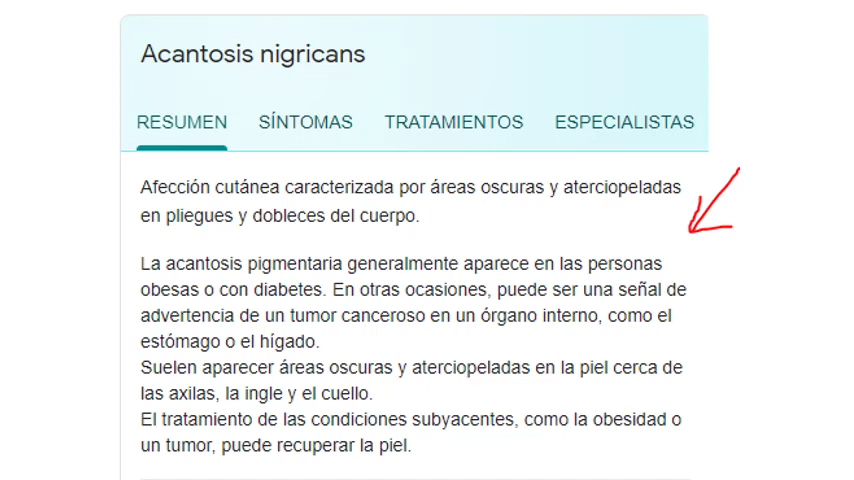 Acantosis nigricans
RESUMEN SÍNTOMAS TRATAMIENTOS ESPECIALISTAS
Afección cutánea caracterizada por áreas oscuras y aterciopeladas
en pliegues y dobleces del cuerpo.
La acantosis pigmentaria generalmente aparece en las personas
obesas o con diabetes. En otras ocasiones, puede ser una señal de
advertencia de un tumor canceroso en un órgano interno, como el
estómago o el hígado.
Suelen aparecer áreas oscuras y aterciopeladas en la piel cerca de
las axilas, la ingle y el cuello.
El tratamiento de las condiciones subyacentes, como la obesidad o
un tumor, puede recuperar la piel.